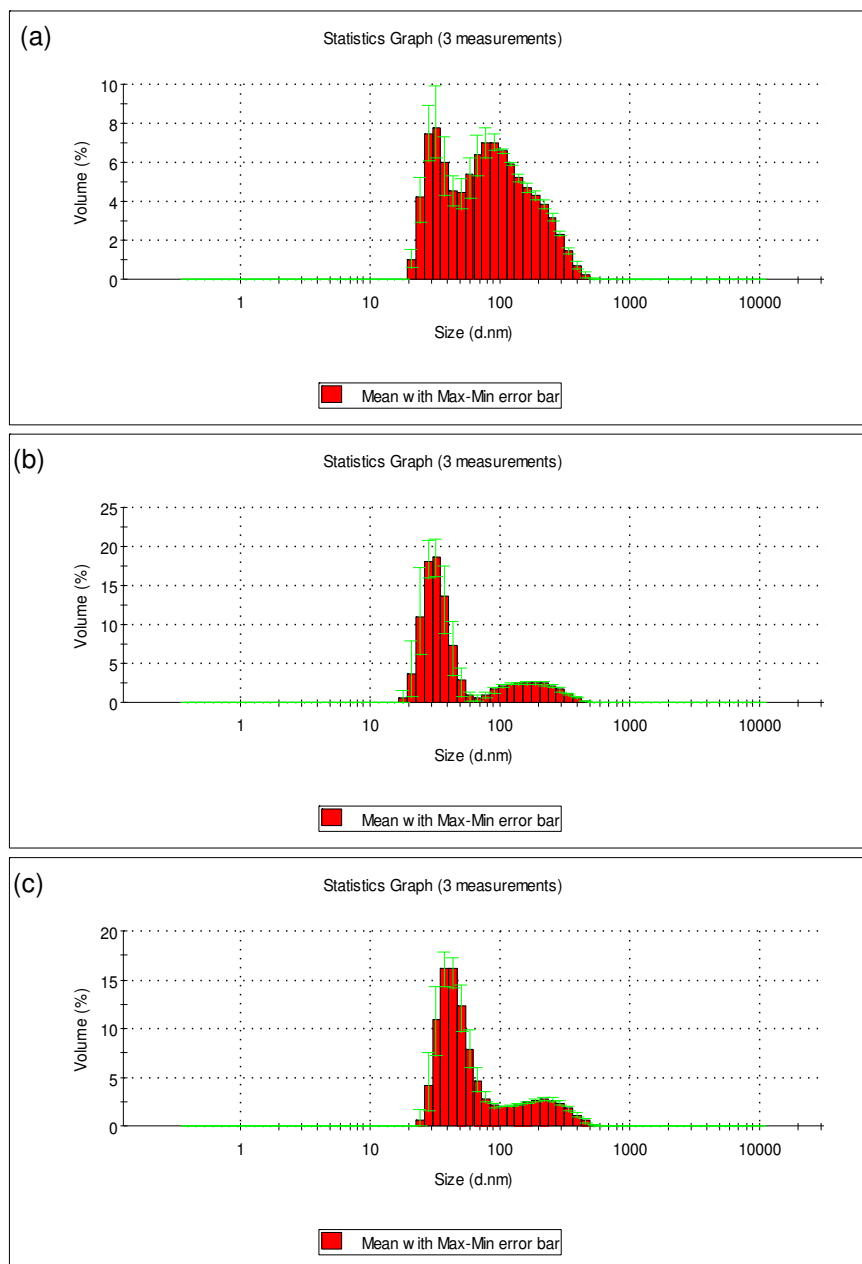 (a)
Statistics Graph (3 measurements)
10
8
6
4
2
0
Volume (%)
1 10 100 1000 10000
Size (d.nm)
Mean with Max-Min error bar
(b)
Statistics Graph (3 measurements)
25
20
15
10
5
0
Volume (%)
1 10 100 1000 10000
Size (d.nm)
Mean with Max-Min error bar
(c)
Statistics Graph (3 measurements)
20
15
10
5
0
Volume (%)
1 10 100 1000 10000
Size (d.nm)
Mean with Max-Min error bar